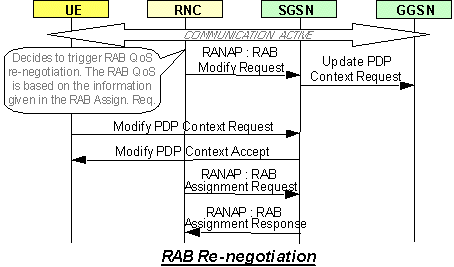 UE
RNC
SGSN
GGSN
COMMUNICATION ACTIVE
Decides to trigger RAB QoS
re-negotiation. The RAB QoS
is based on the information
given in the RAB Assign. Req.
RANAP : RAB
Modify Request
Update PDP
Context Request
Modify PDP Context Request
Modify PDP Context Accept
RANAP : RAB
Assignment Request
RANAP : RAB
Assignment Response
RAB Re-negotiation